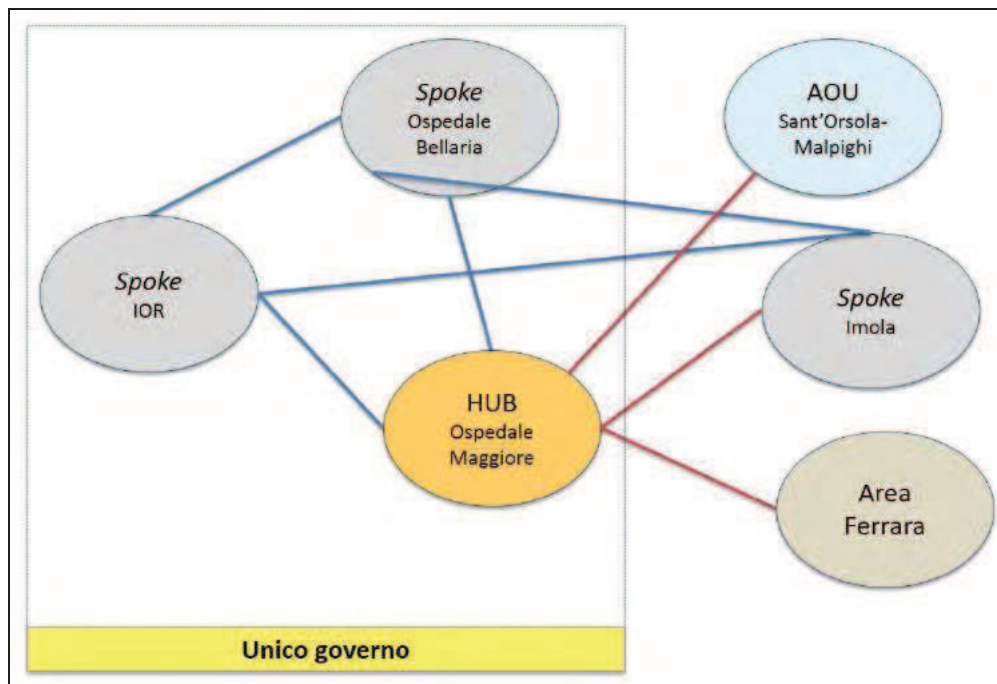 Spoke
Ospedale
Bellaria
AOU
Sant'Orsola-
Malpighi
Spoke
IOR
Spoke
Imola
HUB
Ospedale
Maggiore
Area
Ferrara
Unico governo